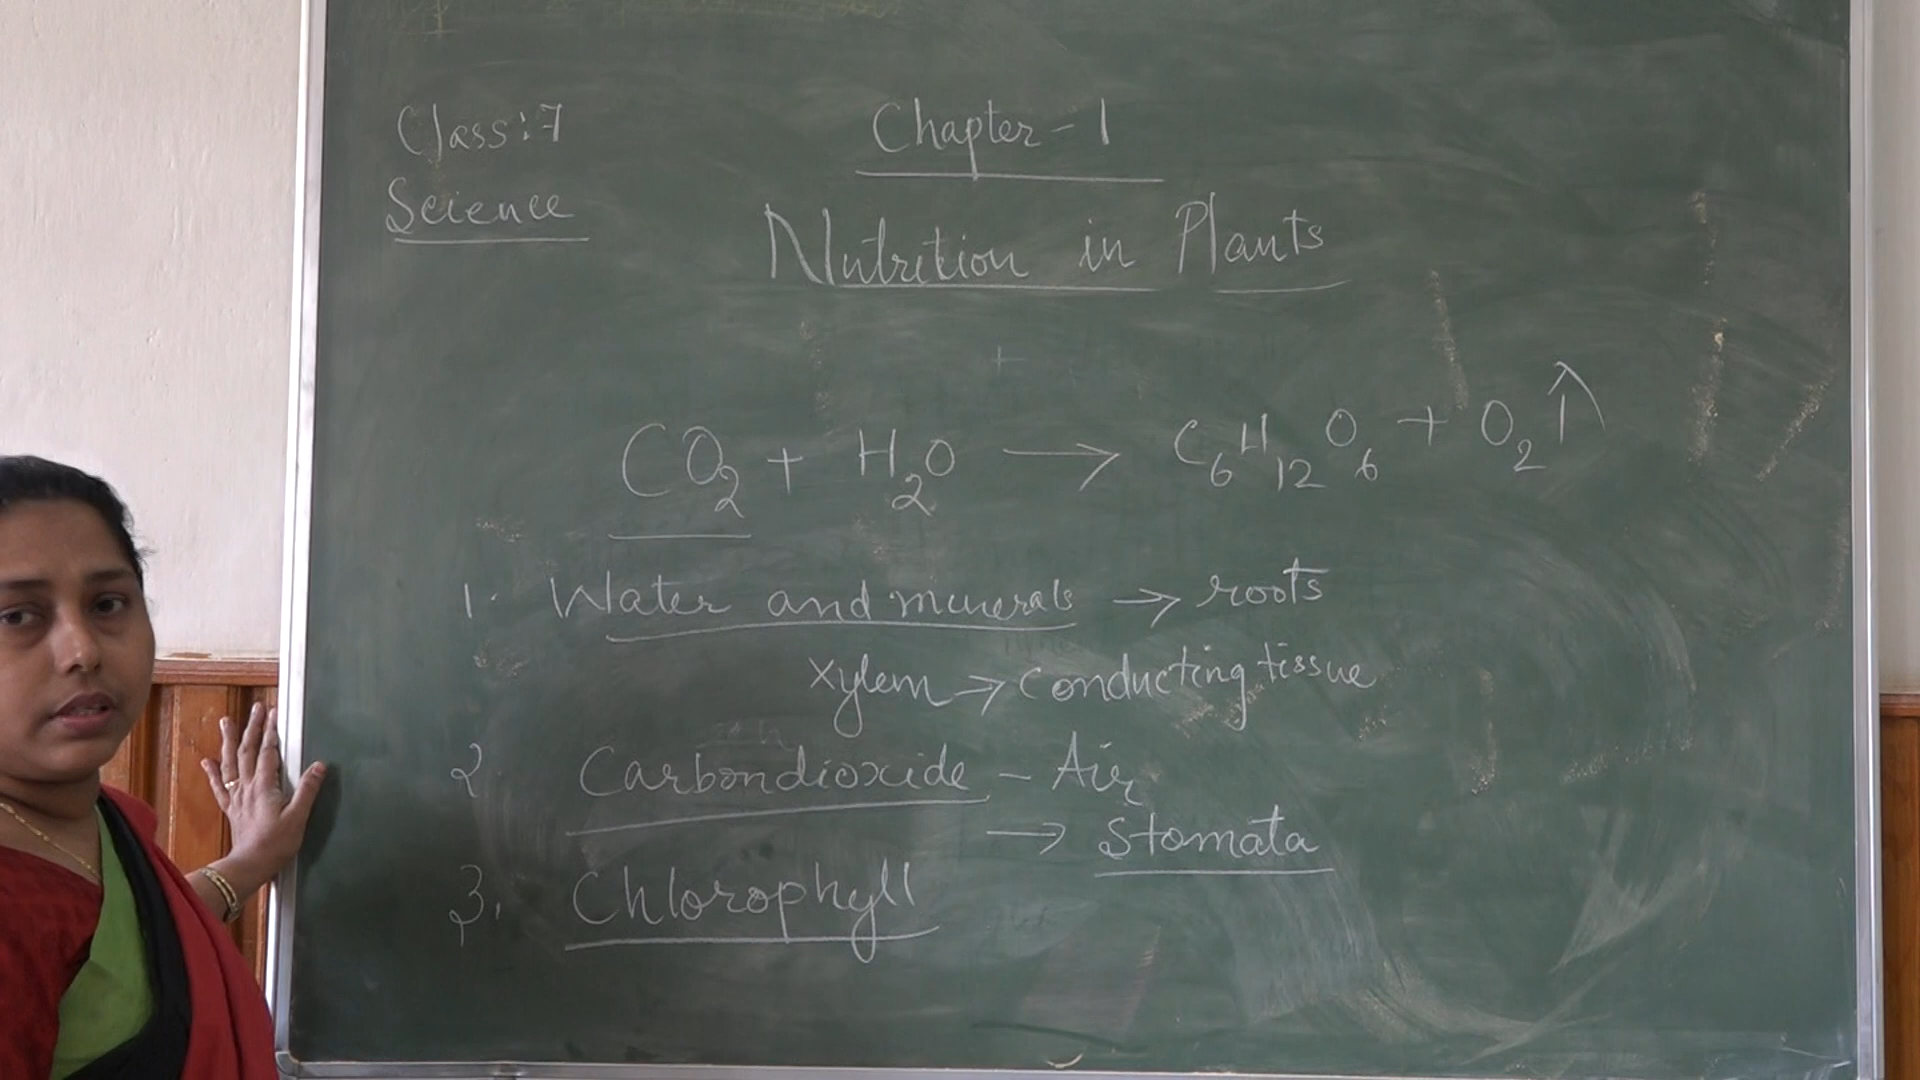 Class: 7
Science
Chapter - 1
Nutrition in Plants
CO2 + H2O → C6H12O6 + O2 ↑
1. Water and minerals → roots
xylem → conducting tissue
2. Carbondioxide - Air
→ Stomata
3. Chlorophyll